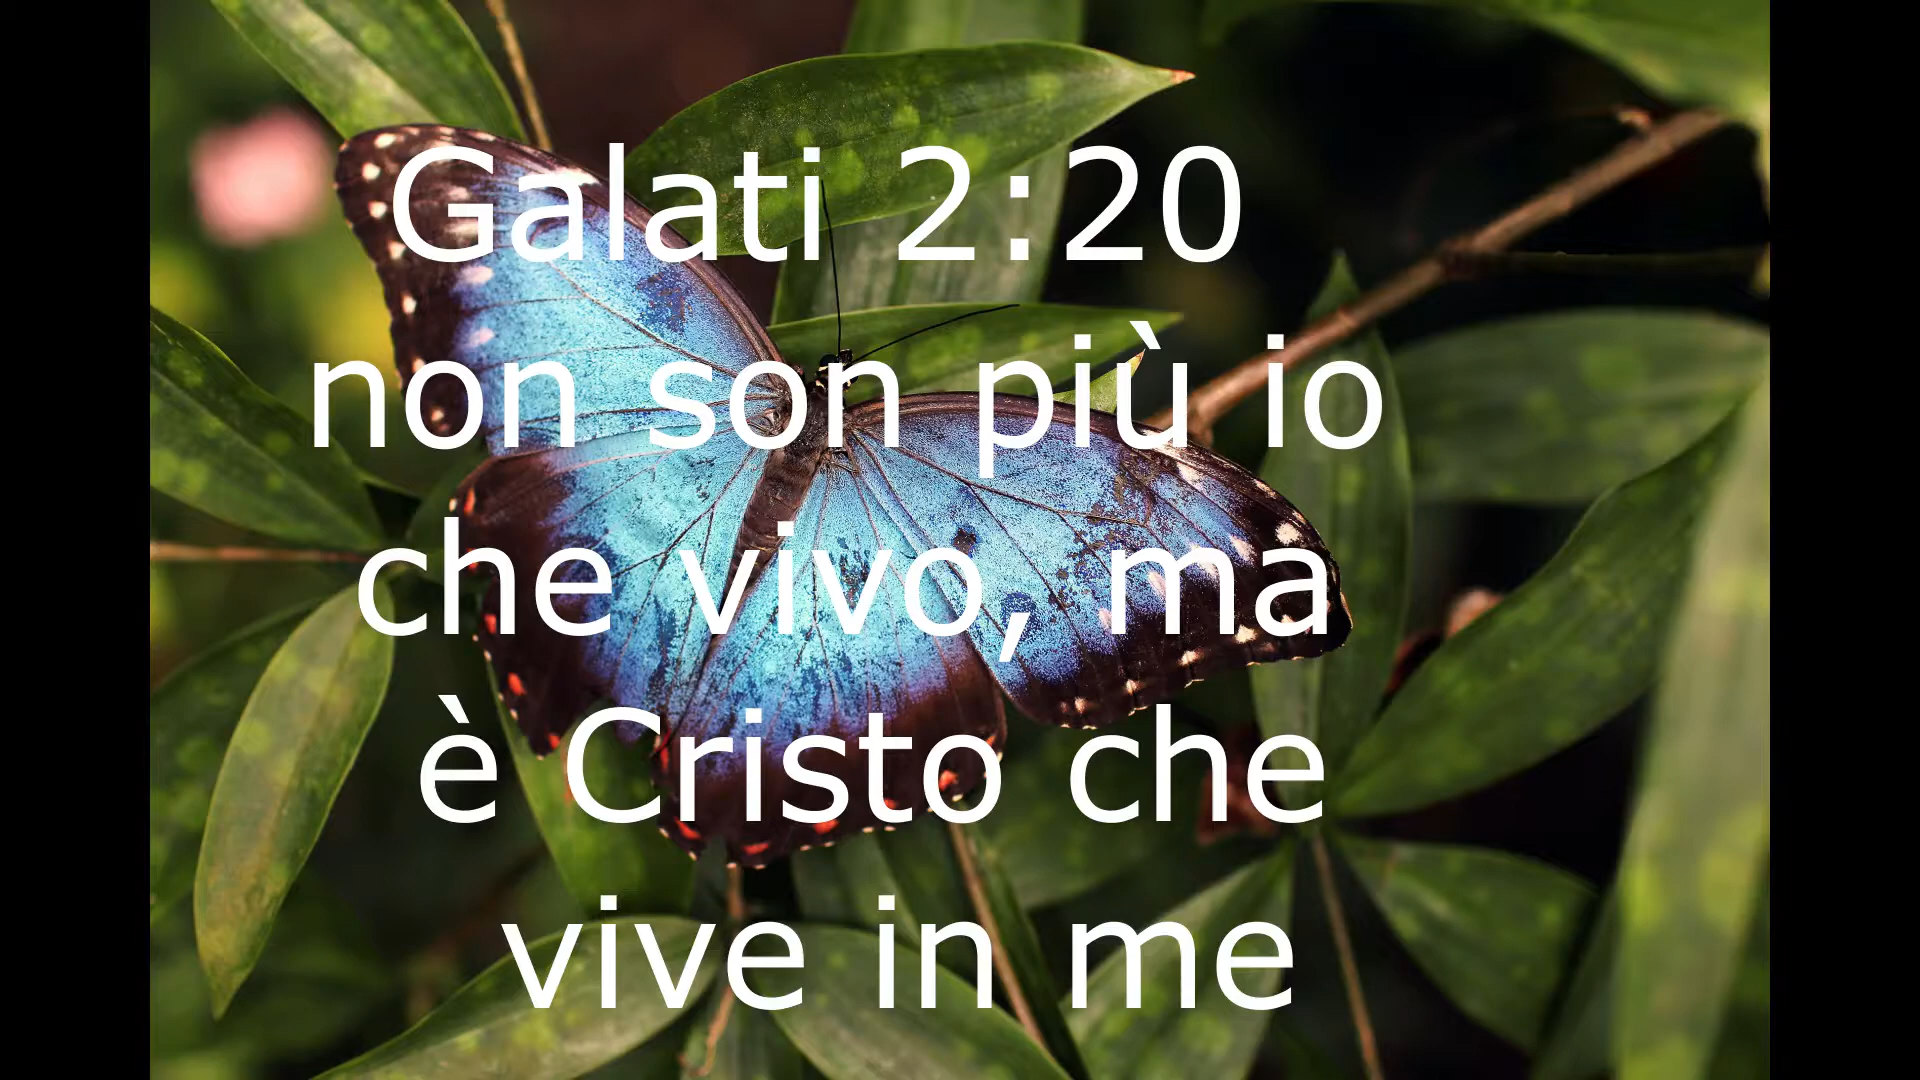 Galati 2:20
non son più io
che vivo, ma
è Cristo che
vive in me